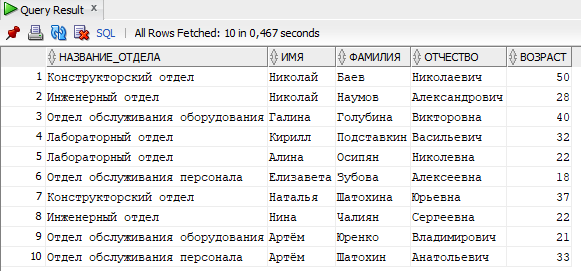 Query Result x
SQL | All Rows Fetched: 10 in 0,467 seconds
НАЗВАНИЕ_ОТДЕЛА ИМЯ ФАМИЛИЯ ОТЧЕСТВО ВОЗРАСТ
1 Конструкторский отдел Николай Баев Николаевич 50
2 Инженерный отдел Николай Наумов Александрович 28
3 Отдел обслуживания оборудования Галина Голубина Викторовна 40
4 Лабораторный отдел Кирилл Подставкин Васильевич 32
5 Лабораторный отдел Алина Осипян Николевна 22
6 Отдел обслуживания персонала Елизавета Зубова Алексеевна 18
7 Конструкторский отдел Наталья Шатохина Юрьевна 37
8 Инженерный отдел Нина Чалиян Сергеевна 22
9 Отдел обслуживания оборудования Артём Юренко Владимирович 21
10 Отдел обслуживания персонала Артём Шатохин Анатольевич 33